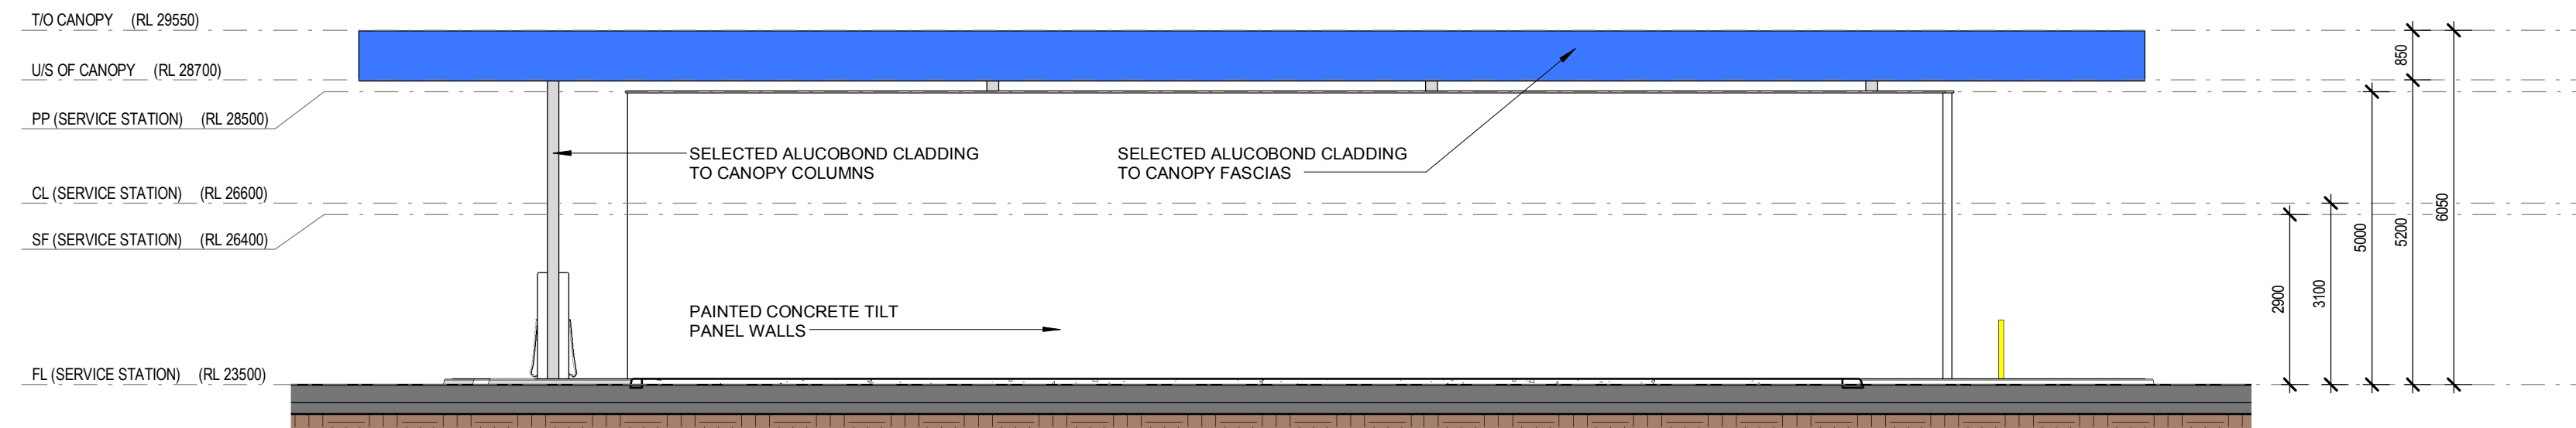 T/O CANOPY (RL 29550)
U/S OF CANOPY (RL 28700)
PP (SERVICE STATION) (RL 28500)
CL (SERVICE STATION) (RL 26600)
SF (SERVICE STATION) (RL 26400)
FL (SERVICE STATION) (RL 23500)
SELECTED ALUCOBOND CLADDING
TO CANOPY COLUMNS
SELECTED ALUCOBOND CLADDING
TO CANOPY FASCIAS
PAINTED CONCRETE TILT
PANEL WALLS
2900
3100
5000
850
5200
6050